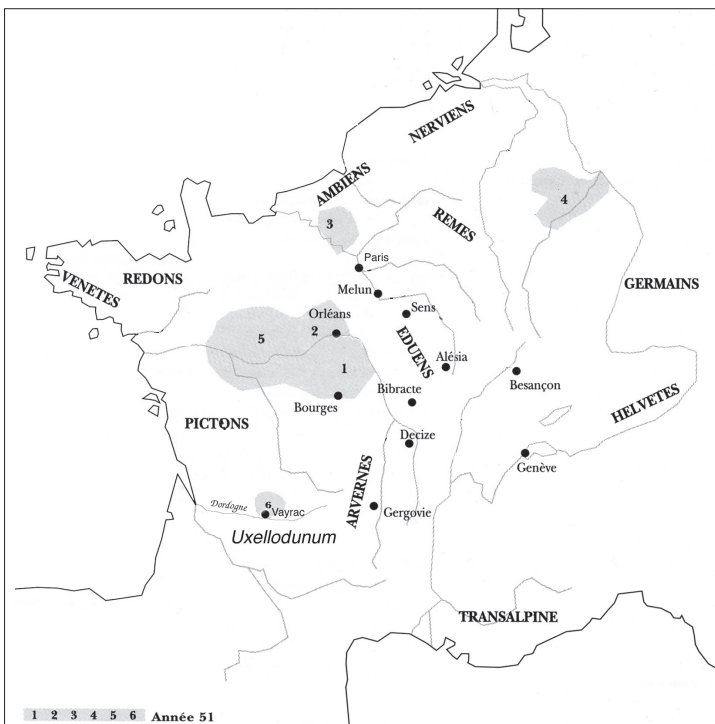 NERVIENS
AMBIENS
4
3
REMES
Paris
VENETES
REDONS
Melun
GERMAINS
Sens
Orléans
2
5
EDUENS
1
Alésia
Besançon
Bibracte
HELVETES
Bourges
PICTONS
Decize
Genève
ARVERNES
Dordogne
6
Vayrac
Gergovie
Uxellodunum
TRANSALPINE
1 2 3 4 5 6 Année 51